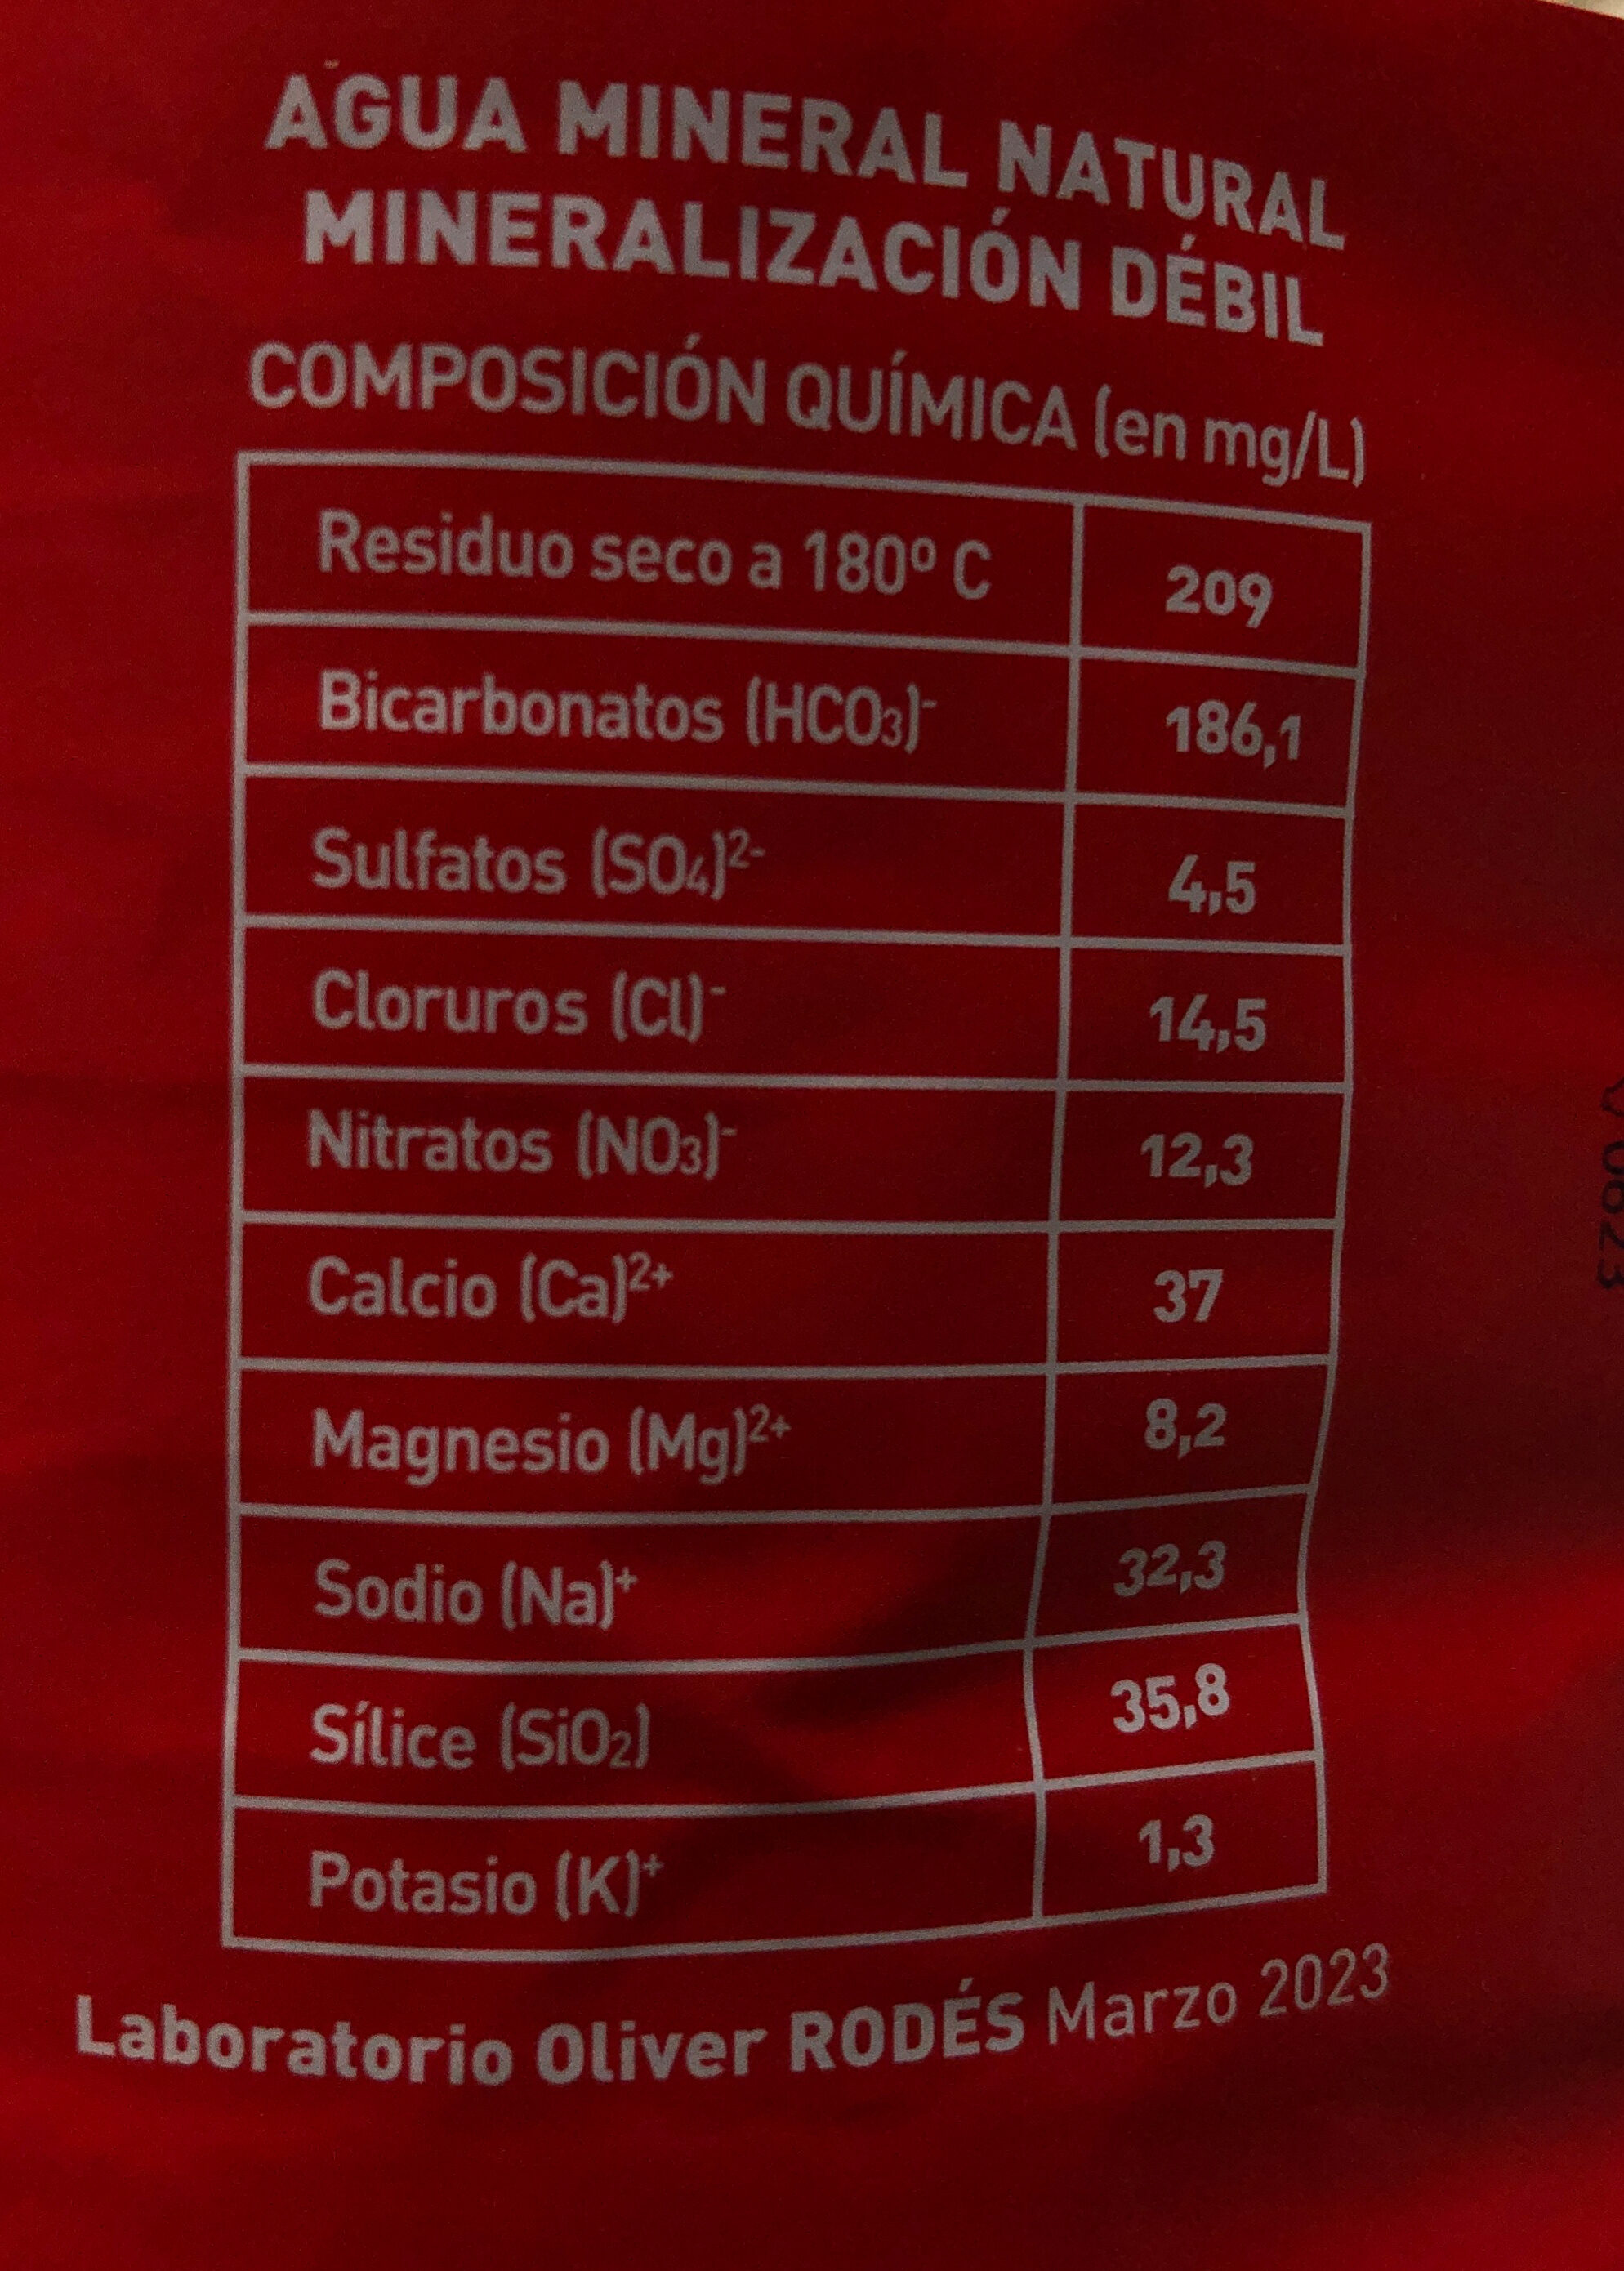 AGUA MINERAL NATURAL
MINERALIZACIÓN DÉBIL
COMPOSICIÓN QUÍMICA (en mg/L)
Residuo seco a 180º C 209
Bicarbonatos (HCO₃)⁻ 186,1
Sulfatos (SO₄)²⁻ 4,5
Cloruros (Cl)⁻ 14,5
Nitratos (NO₃)⁻ 12,3
Calcio (Ca)²⁺ 37
Magnesio (Mg)²⁺ 8,2
Sodio (Na)⁺ 32,3
Sílice (SiO₂) 35,8
Potasio (K)⁺ 1,3
Laboratorio Oliver RODÉS Marzo 2023